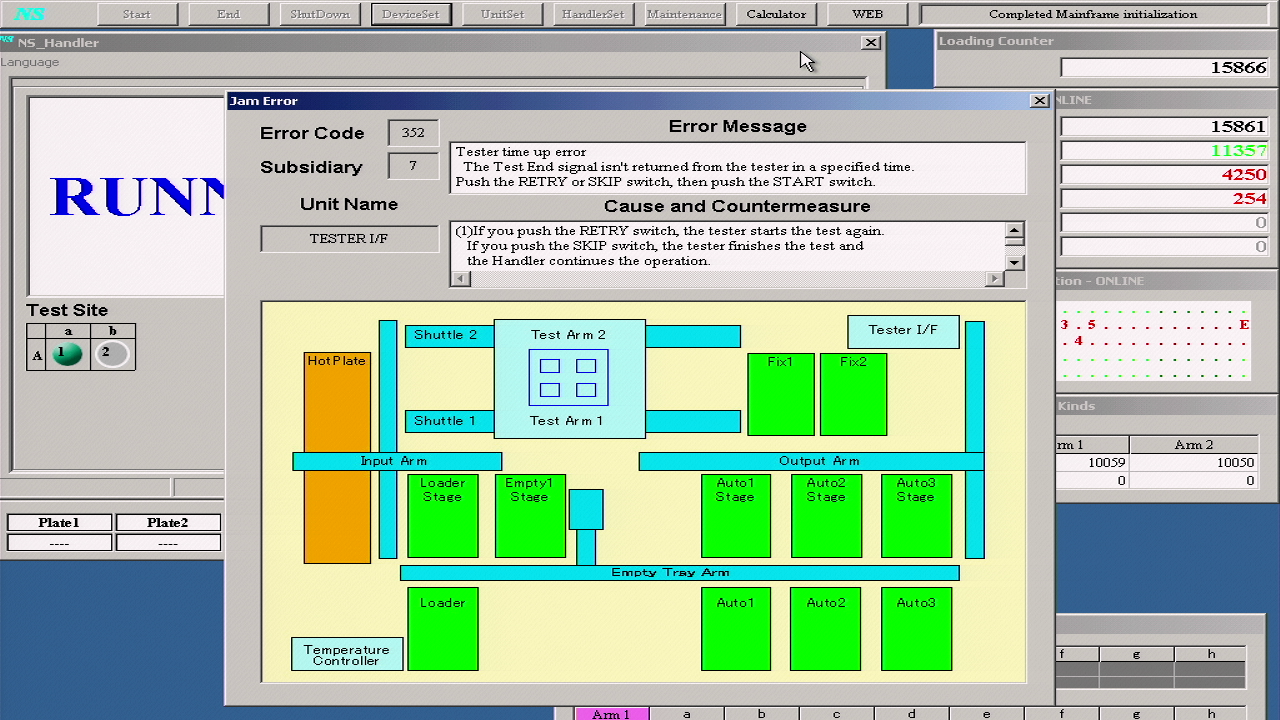 NS
Start
End
ShutDown
DeviceSet
UnitSet
HandlerSet
Maintenance
Calculator
WEB
Completed Mainframe initialization
NS NS_Handler
Language
Loading Counter
15866
NLINE
15861
11357
4250
254
0
0
tion - ONLINE
3 . 5 . . . . . . . . . . E
. 4 . . . . . . . . . . .
Kinds
rm 1
Arm 2
10059
10050
0
0
RUNN
Test Site
a
b
A
1
2
Plate1
Plate2
----
----
Jam Error
Error Code
352
Subsidiary
7
Unit Name
TESTER I/F
Error Message
Tester time up error
The Test End signal isn't returned from the tester in a specified time.
Push the RETRY or SKIP switch, then push the START switch.
Cause and Countermeasure
(1)If you push the RETRY switch, the tester starts the test again.
If you push the SKIP switch, the tester finishes the test and
the Handler continues the operation.
Shuttle 2
Test Arm 2
Tester I/F
HotPlate
Fix1
Fix2
Shuttle 1
Test Arm 1
Input Arm
Output Arm
Loader
Stage
Empty1
Stage
Auto1
Stage
Auto2
Stage
Auto3
Stage
Empty Tray Arm
Loader
Auto1
Auto2
Auto3
Temperature
Controller
f
g
h
Arm 1
a
b
c
d
e
f
g
h